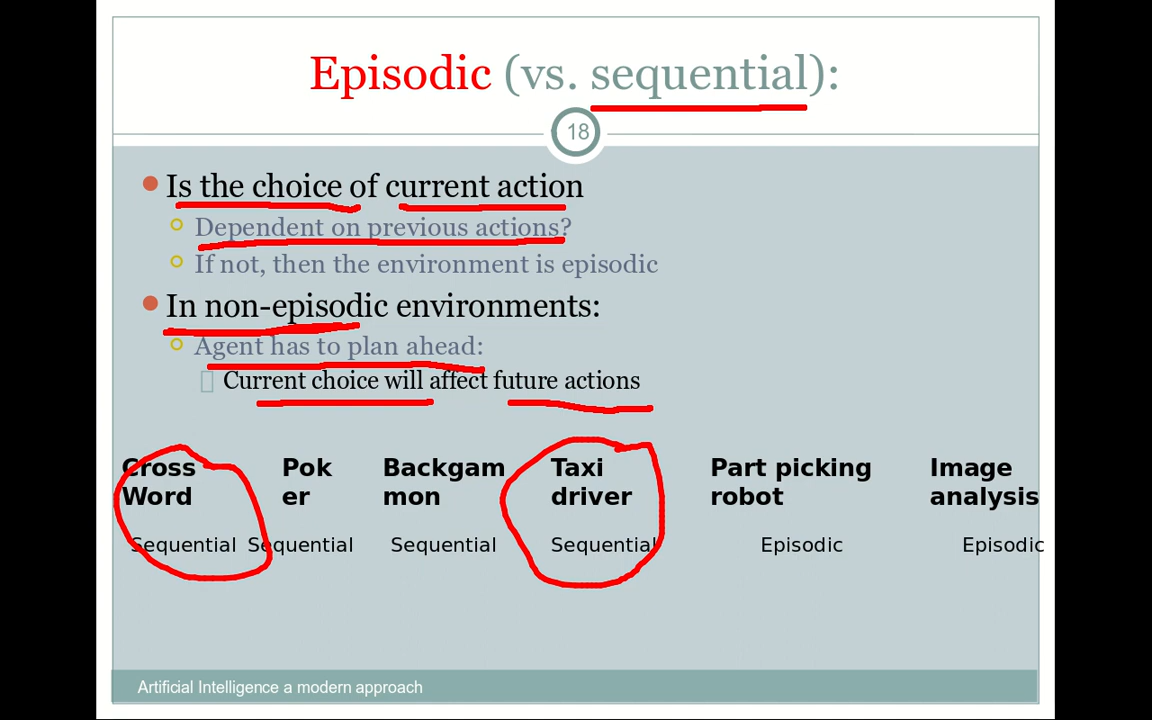 Episodic (vs. sequential):
18
Is the choice of current action
Dependent on previous actions?
If not, then the environment is episodic
In non-episodic environments:
Agent has to plan ahead:
Current choice will affect future actions
Cross Word
Pok er
Backgam mon
Taxi driver
Part picking robot
Image analysis
Sequential Sequential Sequential Sequential Episodic Episodic
Artificial Intelligence a modern approach